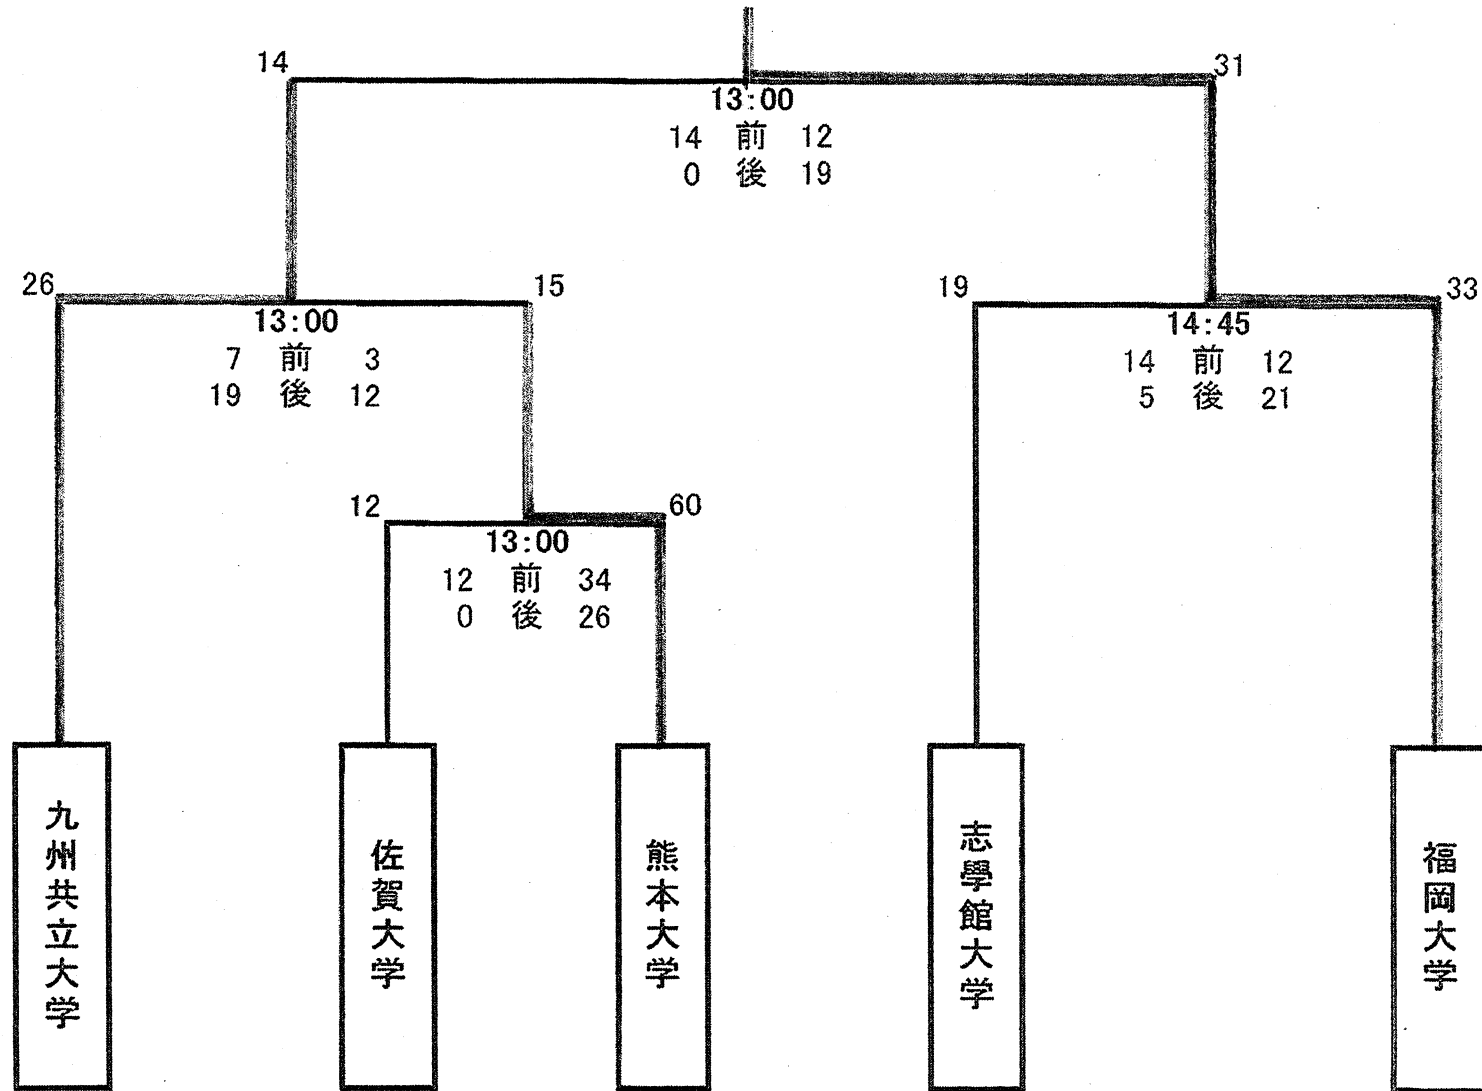 14 31
13:00
14 前 12
0 後 19
26 15
13:00
7 前 3
19 後 12
19 33
14:45
14 前 12
5 後 21
12 60
13:00
12 前 34
0 後 26
九州共立大学
佐賀大学
熊本大学
志學館大学
福岡大学